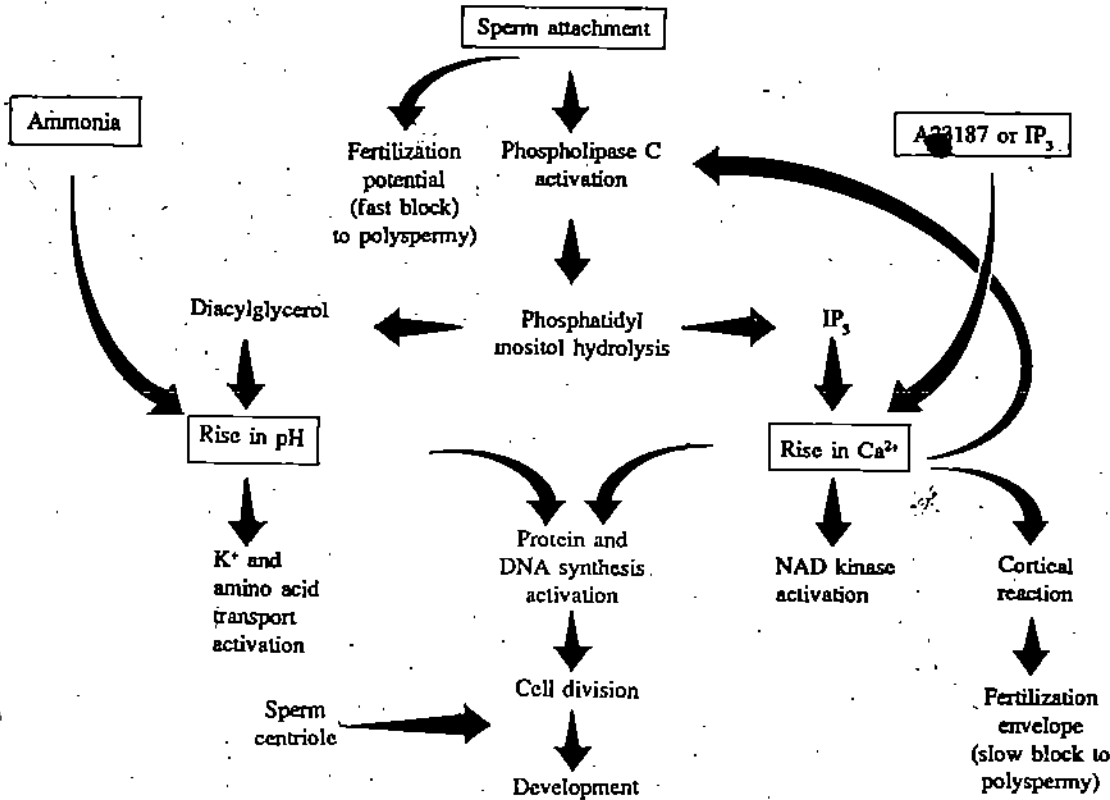 Sperm attachment
Ammonia
A23187 or IP₃
Fertilization
potential
(fast block)
to polyspermy)
Phospholipase C
activation
Diacylglycerol
Phosphatidyl
inositol hydrolysis
IP₃
Rise in pH
Rise in Ca²⁺
K⁺ and
amino acid
transport
activation
Protein and
DNA synthesis
activation
NAD kinase
activation
Cortical
reaction
Cell division
Sperm
centriole
Fertilization
envelope
(slow block to
polyspermy)
Development